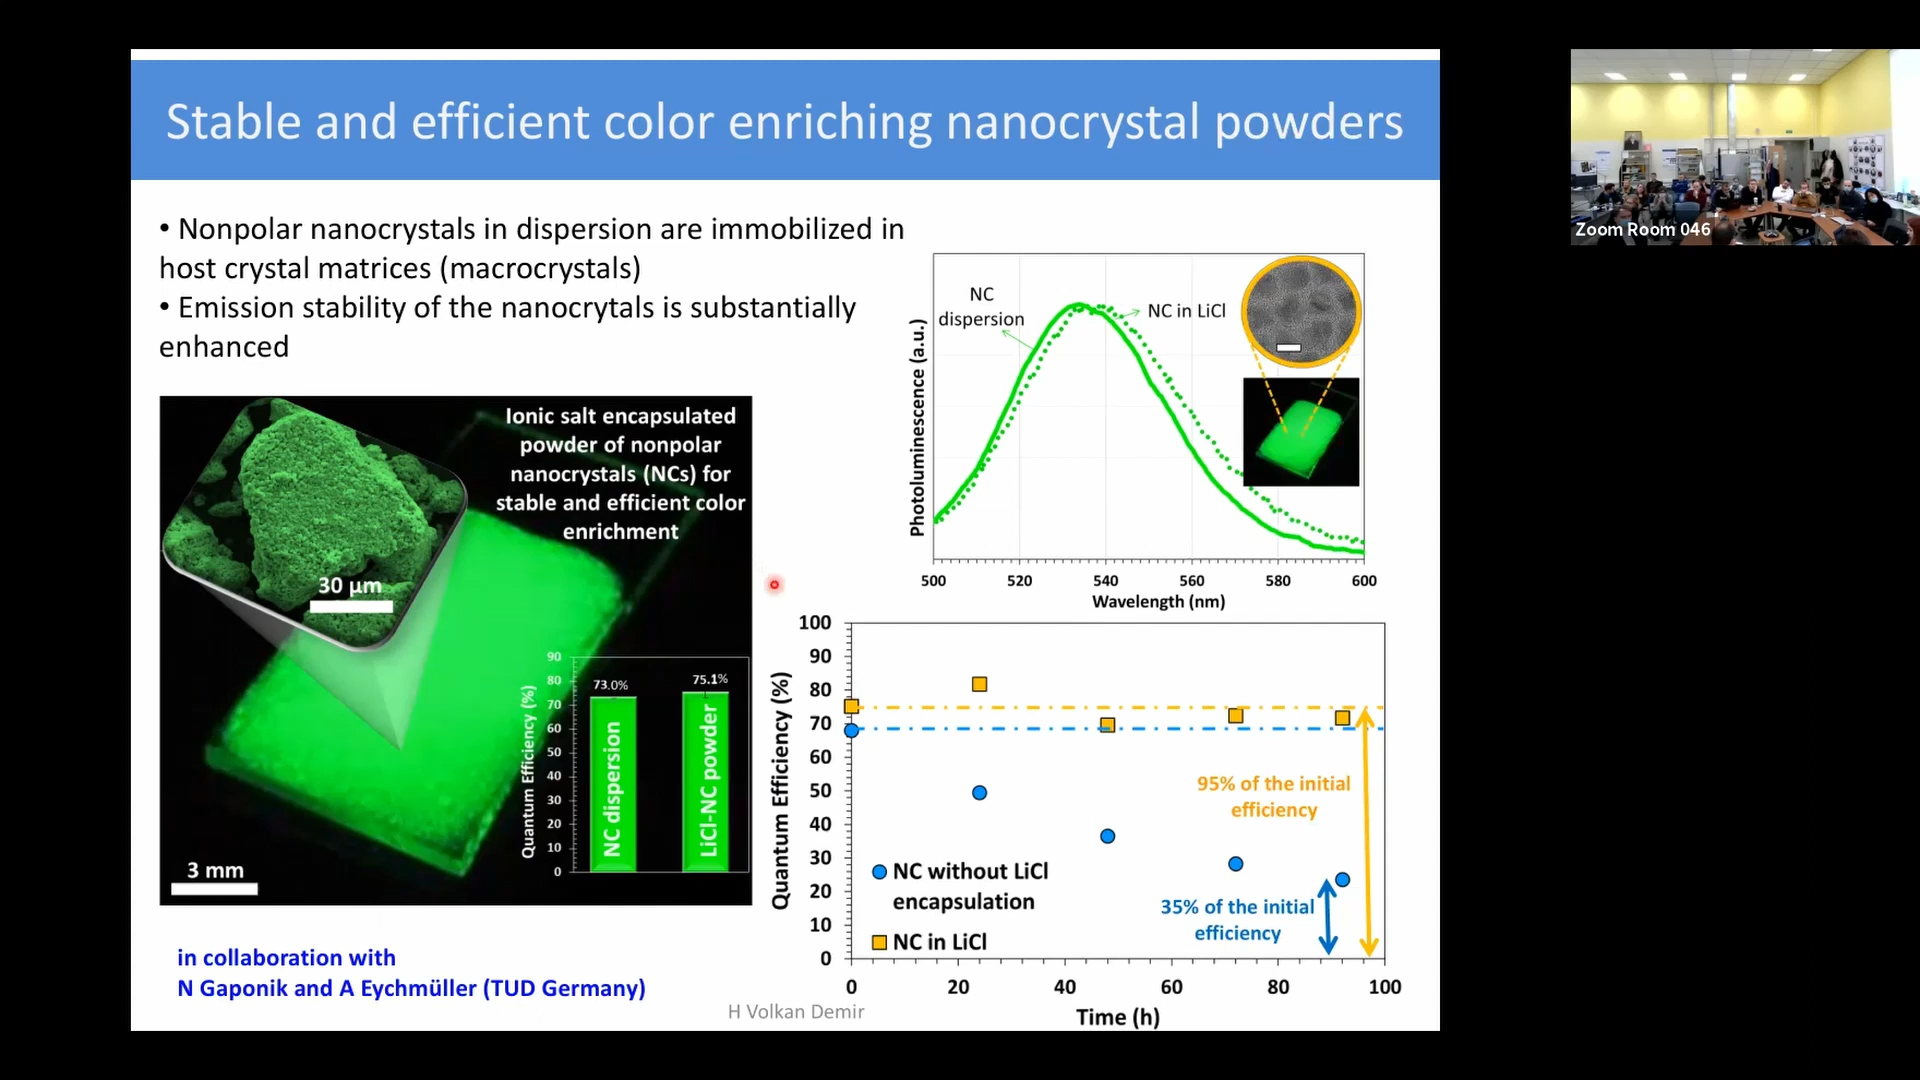 Stable and efficient color enriching nanocrystal powders
• Nonpolar nanocrystals in dispersion are immobilized in
host crystal matrices (macrocrystals)
• Emission stability of the nanocrytals is substantially
enhanced
Ionic salt encapsulated
powder of nonpolar
nanocrystals (NCs) for
stable and efficient color
enrichment
30 µm
3 mm
Quantum Efficiency (%)
90
80
70
60
50
40
30
20
10
0
73.0%
75.1%
NC dispersion
LiCl-NC powder
in collaboration with
N Gaponik and A Eychmüller (TUD Germany)
H Volkan Demir
Photoluminescence (a.u.)
NC
dispersion
NC in LiCl
500 520 540 560 580 600
Wavelength (nm)
Quantum Efficiency (%)
100
90
80
70
60
50
40
30
20
10
0
95% of the initial
efficiency
NC without LiCl
encapsulation
NC in LiCl
35% of the initial
efficiency
0 20 40 60 80 100
Time (h)
Zoom Room 046